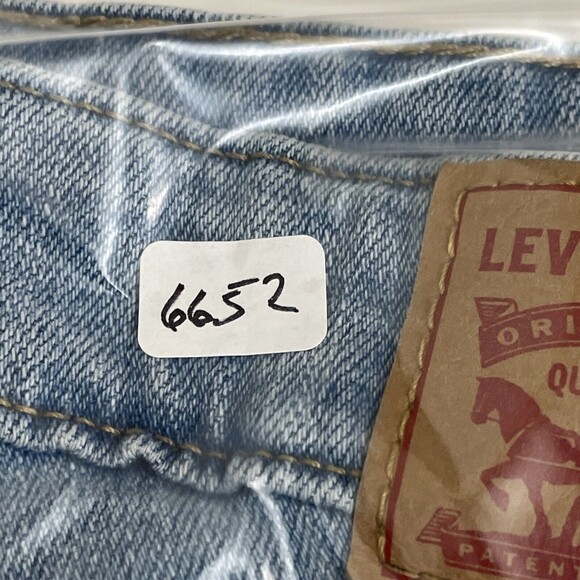 6652
LEV
ORI
QU
PATEN